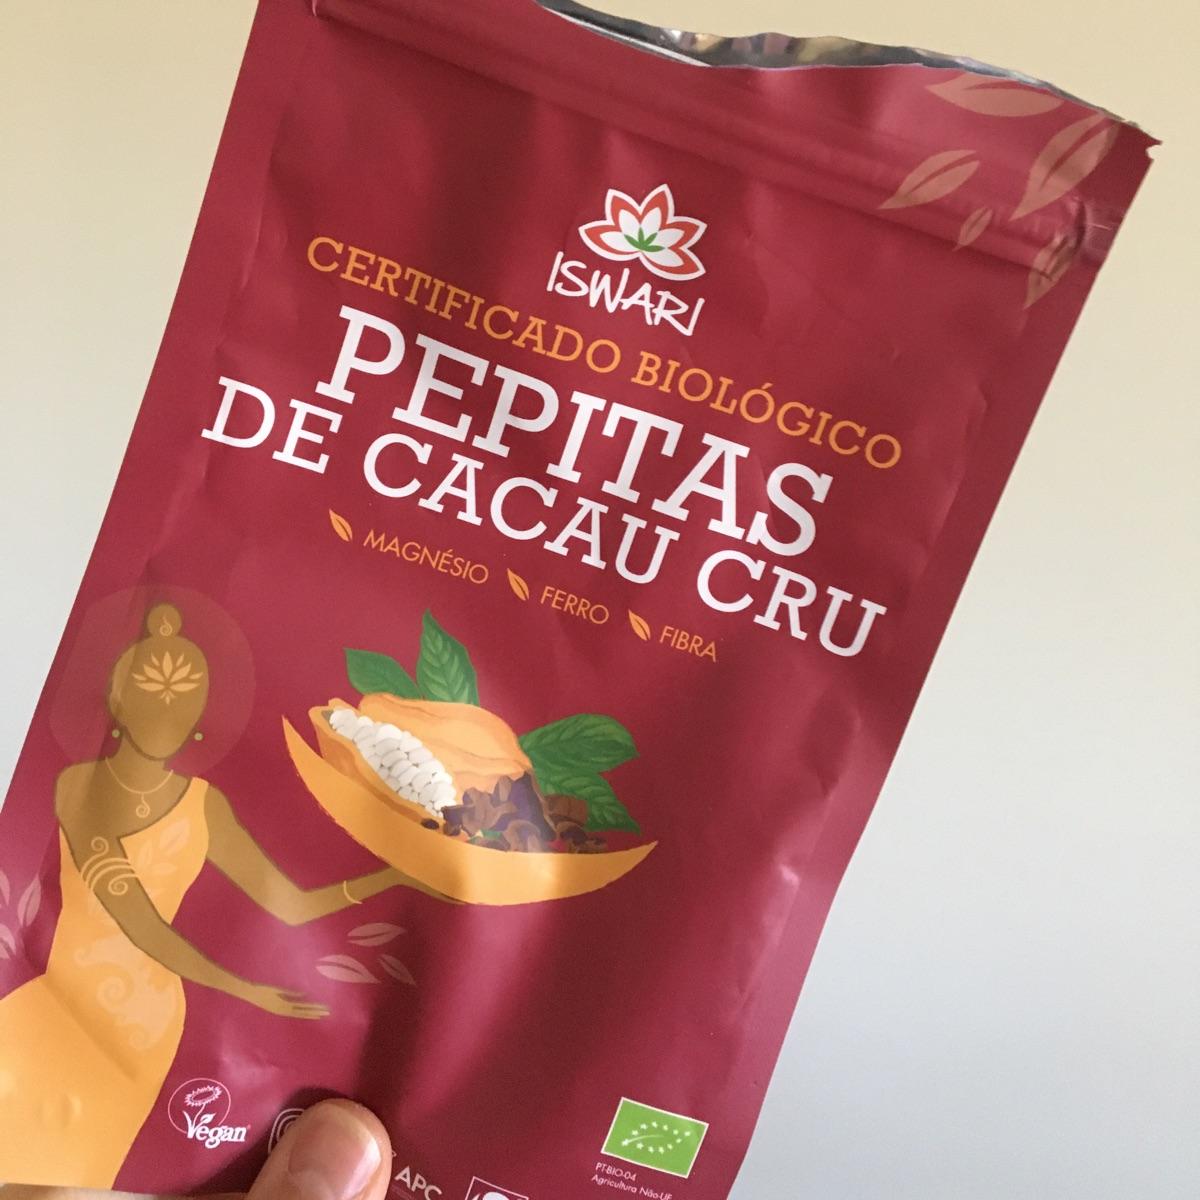 ISWARI
CERTIFICADO BIOLÓGICO
PEPITAS
DE CACAU CRU
MAGNÉSIO FERRO FIBRA
Vegan
APC
PT-BIO-04
Agricultura Não-UE